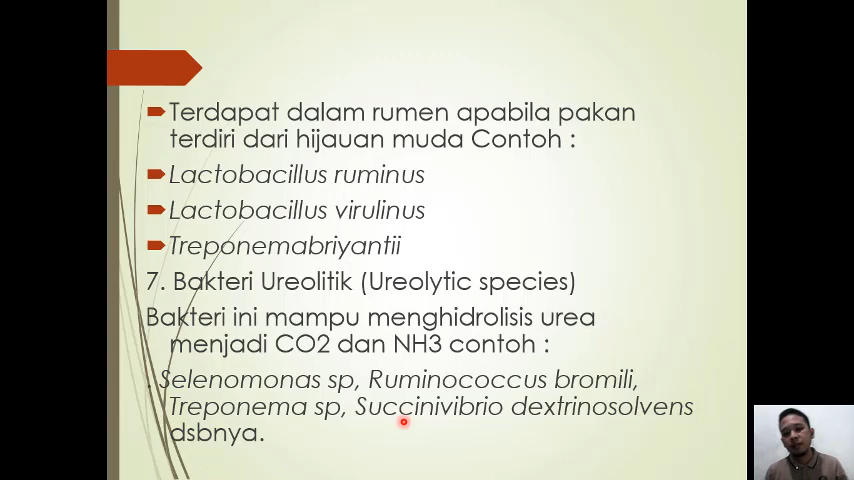 Terdapat dalam rumen apabila pakan
terdiri dari hijauan muda Contoh :
Lactobacillus ruminus
Lactobacillus virulinus
Treponemabriyantii
7. Bakteri Ureolitik (Ureolytic species)
Bakteri ini mampu menghidrolisis urea
menjadi CO2 dan NH3 contoh :
. Selenomonas sp, Ruminococcus bromili,
Treponema sp, Succinivibrio dextrinosolvens
dsbnya.